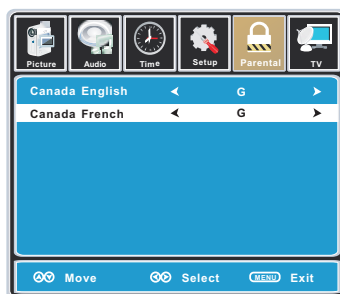 Picture Audio Time Setup Parental TV
Canada English G
Canada French G
Move Select MENU Exit